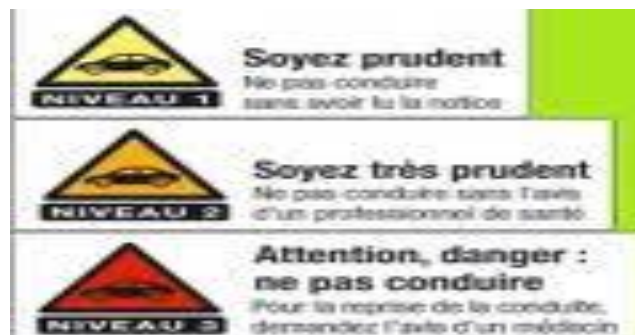 Soyez prudent
Ne pas conduire
sans avoir lu la notice
NIVEAU 1
Soyez très prudent
Ne pas conduire sans l'avis
d'un professionnel de santé
NIVEAU 2
Attention, danger :
ne pas conduire
Pour la reprise de la conduite,
demandez l'avis d'un médecin
NIVEAU 3